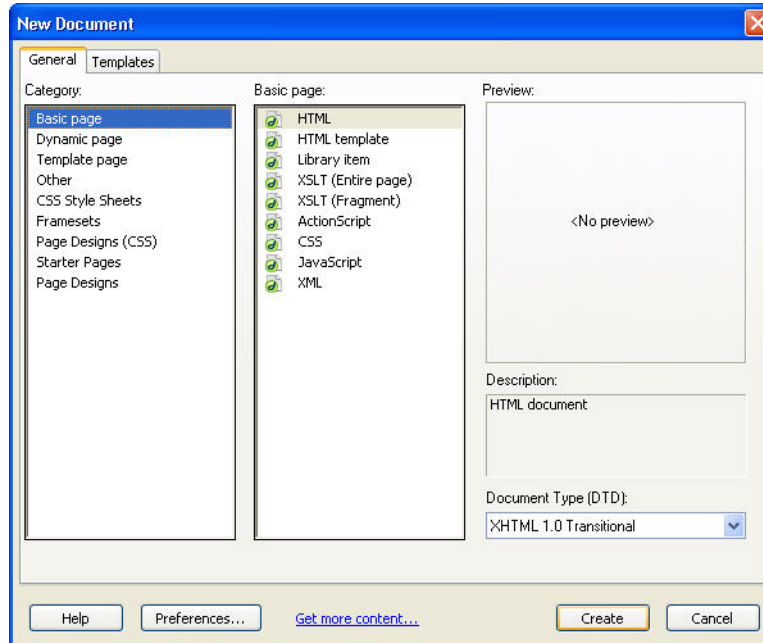 New Document
General
Templates
Category:
Basic page
Dynamic page
Template page
Other
CSS Style Sheets
Framesets
Page Designs (CSS)
Starter Pages
Page Designs
Basic page:
HTML
HTML template
Library item
XSLT (Entire page)
XSLT (Fragment)
ActionScript
CSS
JavaScript
XML
Preview:
<No preview>
Description:
HTML document
Document Type (DTD):
XHTML 1.0 Transitional
Help
Preferences...
Get more content...
Create
Cancel